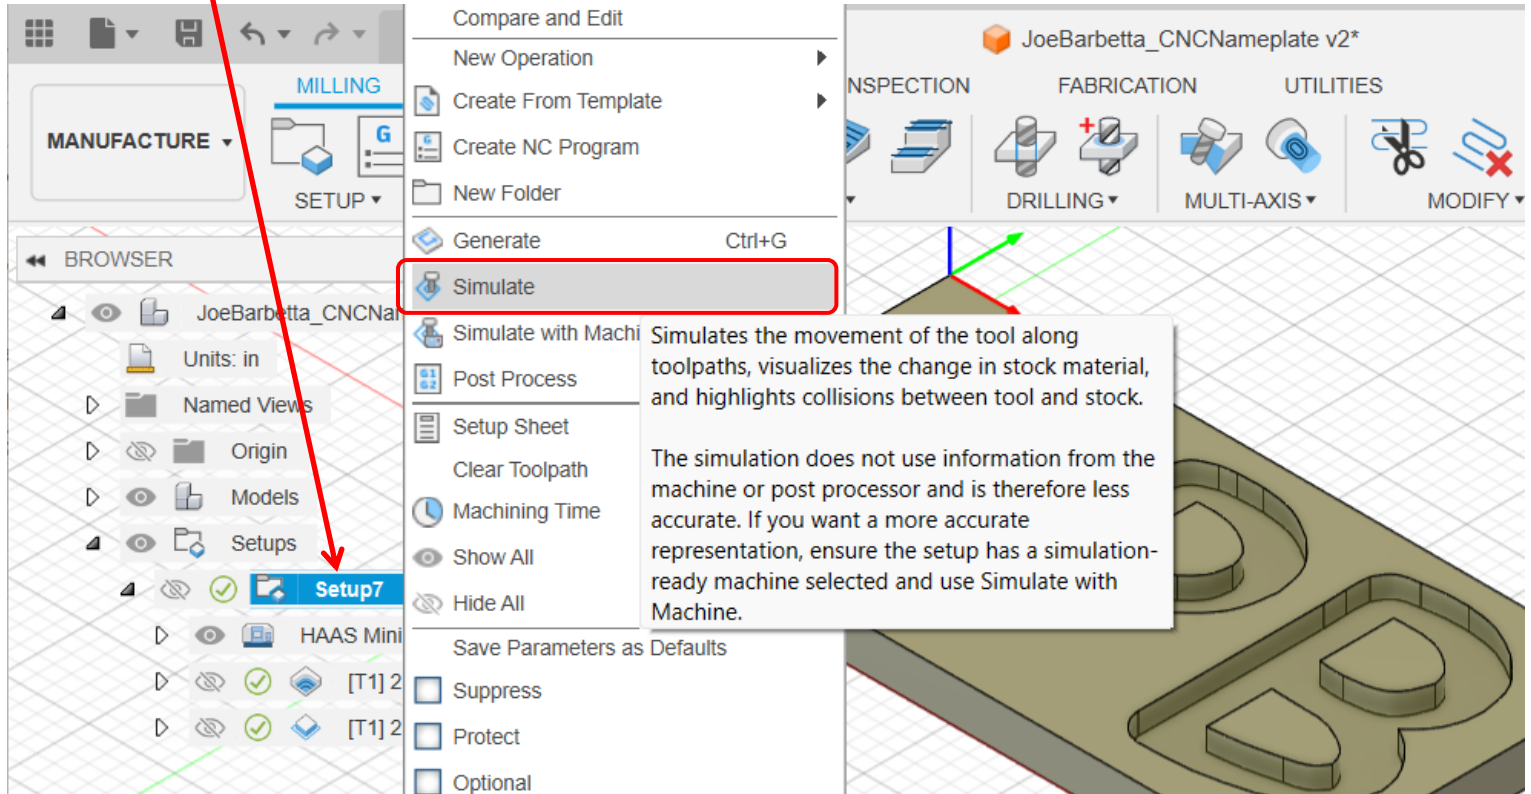 Compare and Edit
JoeBarbetta_CNCNameplate v2*
New Operation
MILLING
NSPECTION
FABRICATION
UTILITIES
Create From Template
MANUFACTURE
G
Create NC Program
New Folder
SETUP
DRILLING
MULTI-AXIS
MODIFY
Generate Ctrl+G
BROWSER
Simulate
JoeBarbetta_CNCNa
Simulate with Machi
Simulates the movement of the tool along
toolpaths, visualizes the change in stock material,
and highlights collisions between tool and stock.
The simulation does not use information from the
machine or post processor and is therefore less
accurate. If you want a more accurate
representation, ensure the setup has a simulation-
ready machine selected and use Simulate with
Machine.
Units: in
G1
G2
Post Process
Named Views
Setup Sheet
Origin
Clear Toolpath
Models
Machining Time
Setups
Show All
Setup7
Hide All
HAAS Mini
Save Parameters as Defaults
[T1] 2
Suppress
[T1] 2
Protect
Optional